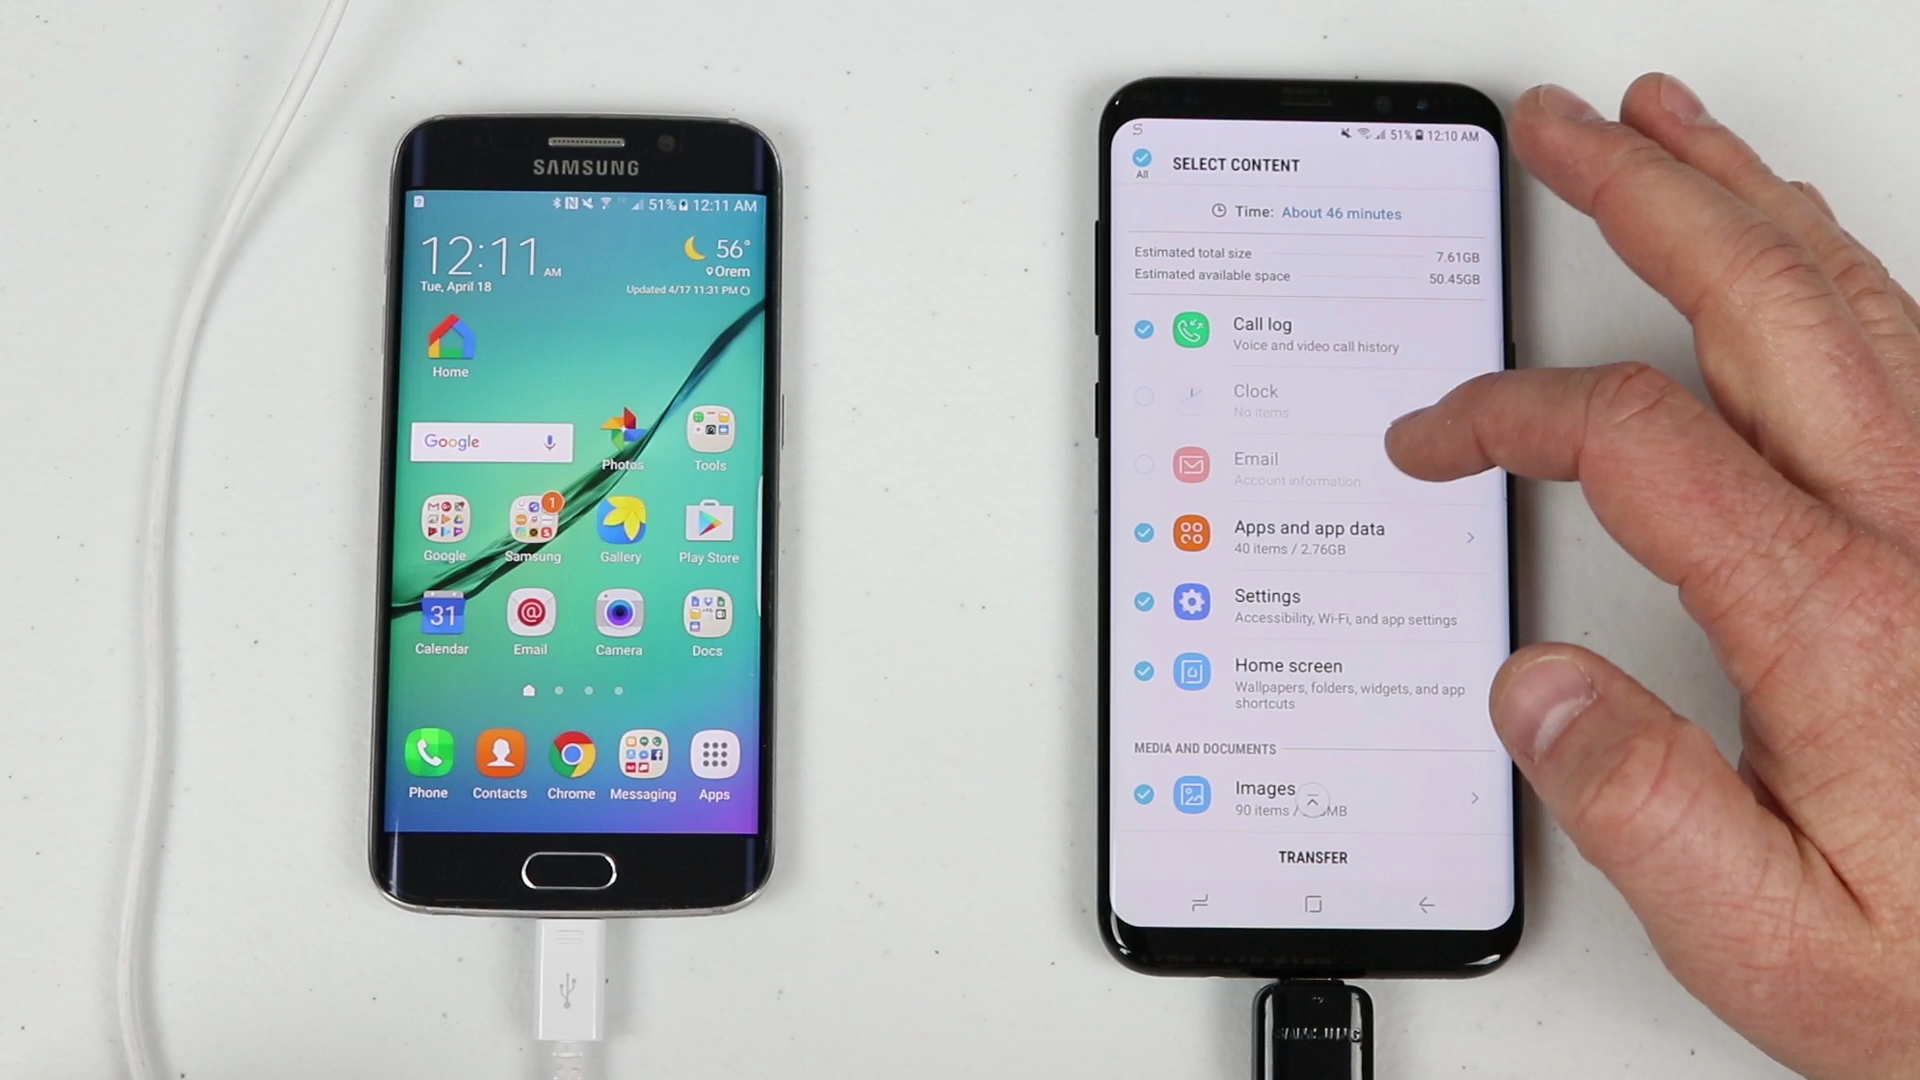 SAMSUNG
51% 12:11 AM
12:11 AM
Tue, April 18
56°
Orem
Updated 4/17 11:31 PM
Home
Google
Photos
Tools
1
Google
Samsung
Gallery
Play Store
31
Calendar
Email
Camera
Docs
Phone
Contacts
Chrome
Messaging
Apps
51% 12:10 AM
All
SELECT CONTENT
Time: About 46 minutes
Estimated total size 7.61GB
Estimated available space 50.45GB
Call log
Voice and video call history
Clock
No items
Email
Account information
Apps and app data
40 items / 2.76GB
Settings
Accessibility, Wi-Fi, and app settings
Home screen
Wallpapers, folders, widgets, and app
shortcuts
MEDIA AND DOCUMENTS
Images
90 items / MB
TRANSFER
SAMSUNG